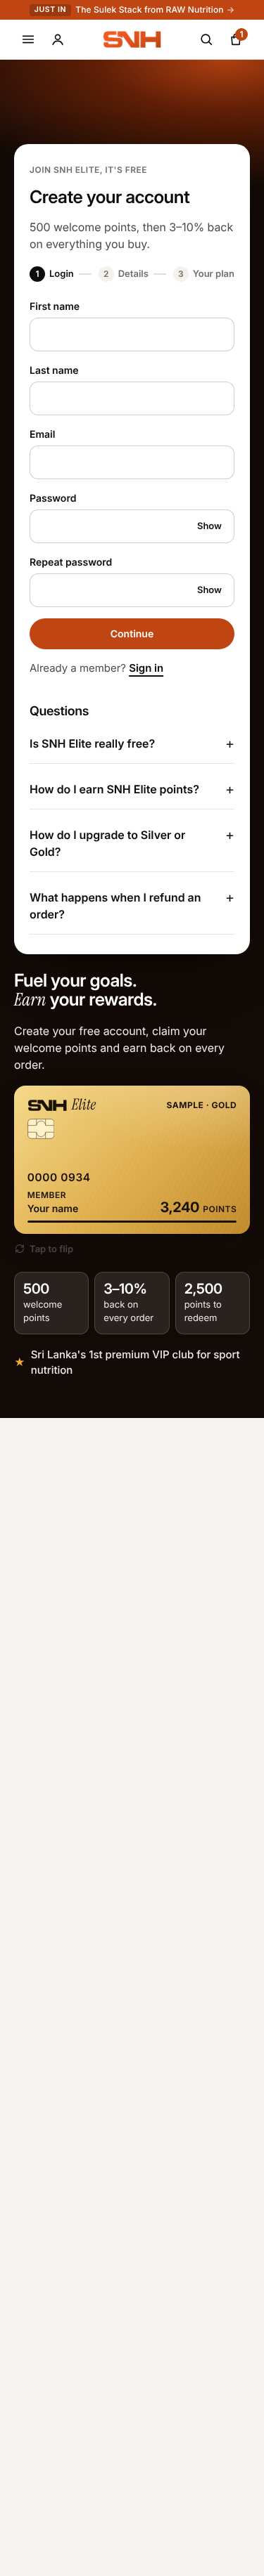 JUST IN The Sulek Stack from RAW Nutrition →
SNH
1
JOIN SNH ELITE, IT'S FREE
Create your account
500 welcome points, then 3–10% back
on everything you buy.
1 Login 2 Details 3 Your plan
First name
Last name
Email
Password
Show
Repeat password
Show
Continue
Already a member? Sign in
Questions
Is SNH Elite really free? +
How do I earn SNH Elite points? +
How do I upgrade to Silver or +
Gold?
What happens when I refund an +
order?
Fuel your goals.
Earn your rewards.
Create your free account, claim your
welcome points and earn back on every
order.
SNH Elite SAMPLE · GOLD
0000 0934
MEMBER
Your name 3,240 POINTS
Tap to flip
500 3–10% 2,500
welcome back on points to
points every order redeem
★ Sri Lanka's 1st premium VIP club for sport
nutrition